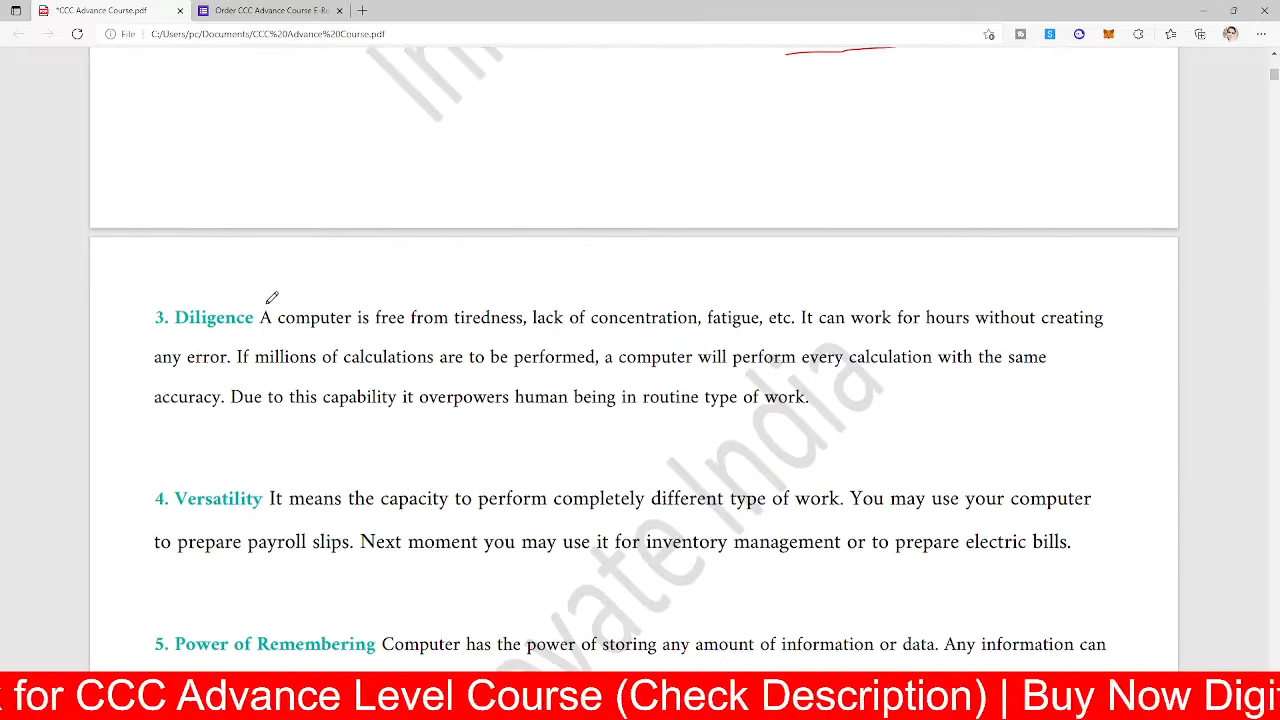 *CCC Advance Course.pdf
Order CCC Advance Course E-Bo
File
C:/Users/pc/Documents/CCC%20Advance%20Course.pdf
3. Diligence A computer is free from tiredness, lack of concentration, fatigue, etc. It can work for hours without creating
any error. If millions of calculations are to be performed, a computer will perform every calculation with the same
accuracy. Due to this capability it overpowers human being in routine type of work.
4. Versatility It means the capacity to perform completely different type of work. You may use your computer
to prepare payroll slips. Next moment you may use it for inventory management or to prepare electric bills.
5. Power of Remembering Computer has the power of storing any amount of information or data. Any information can
ovate India
for CCC Advance Level Course (Check Description) | Buy Now Digi